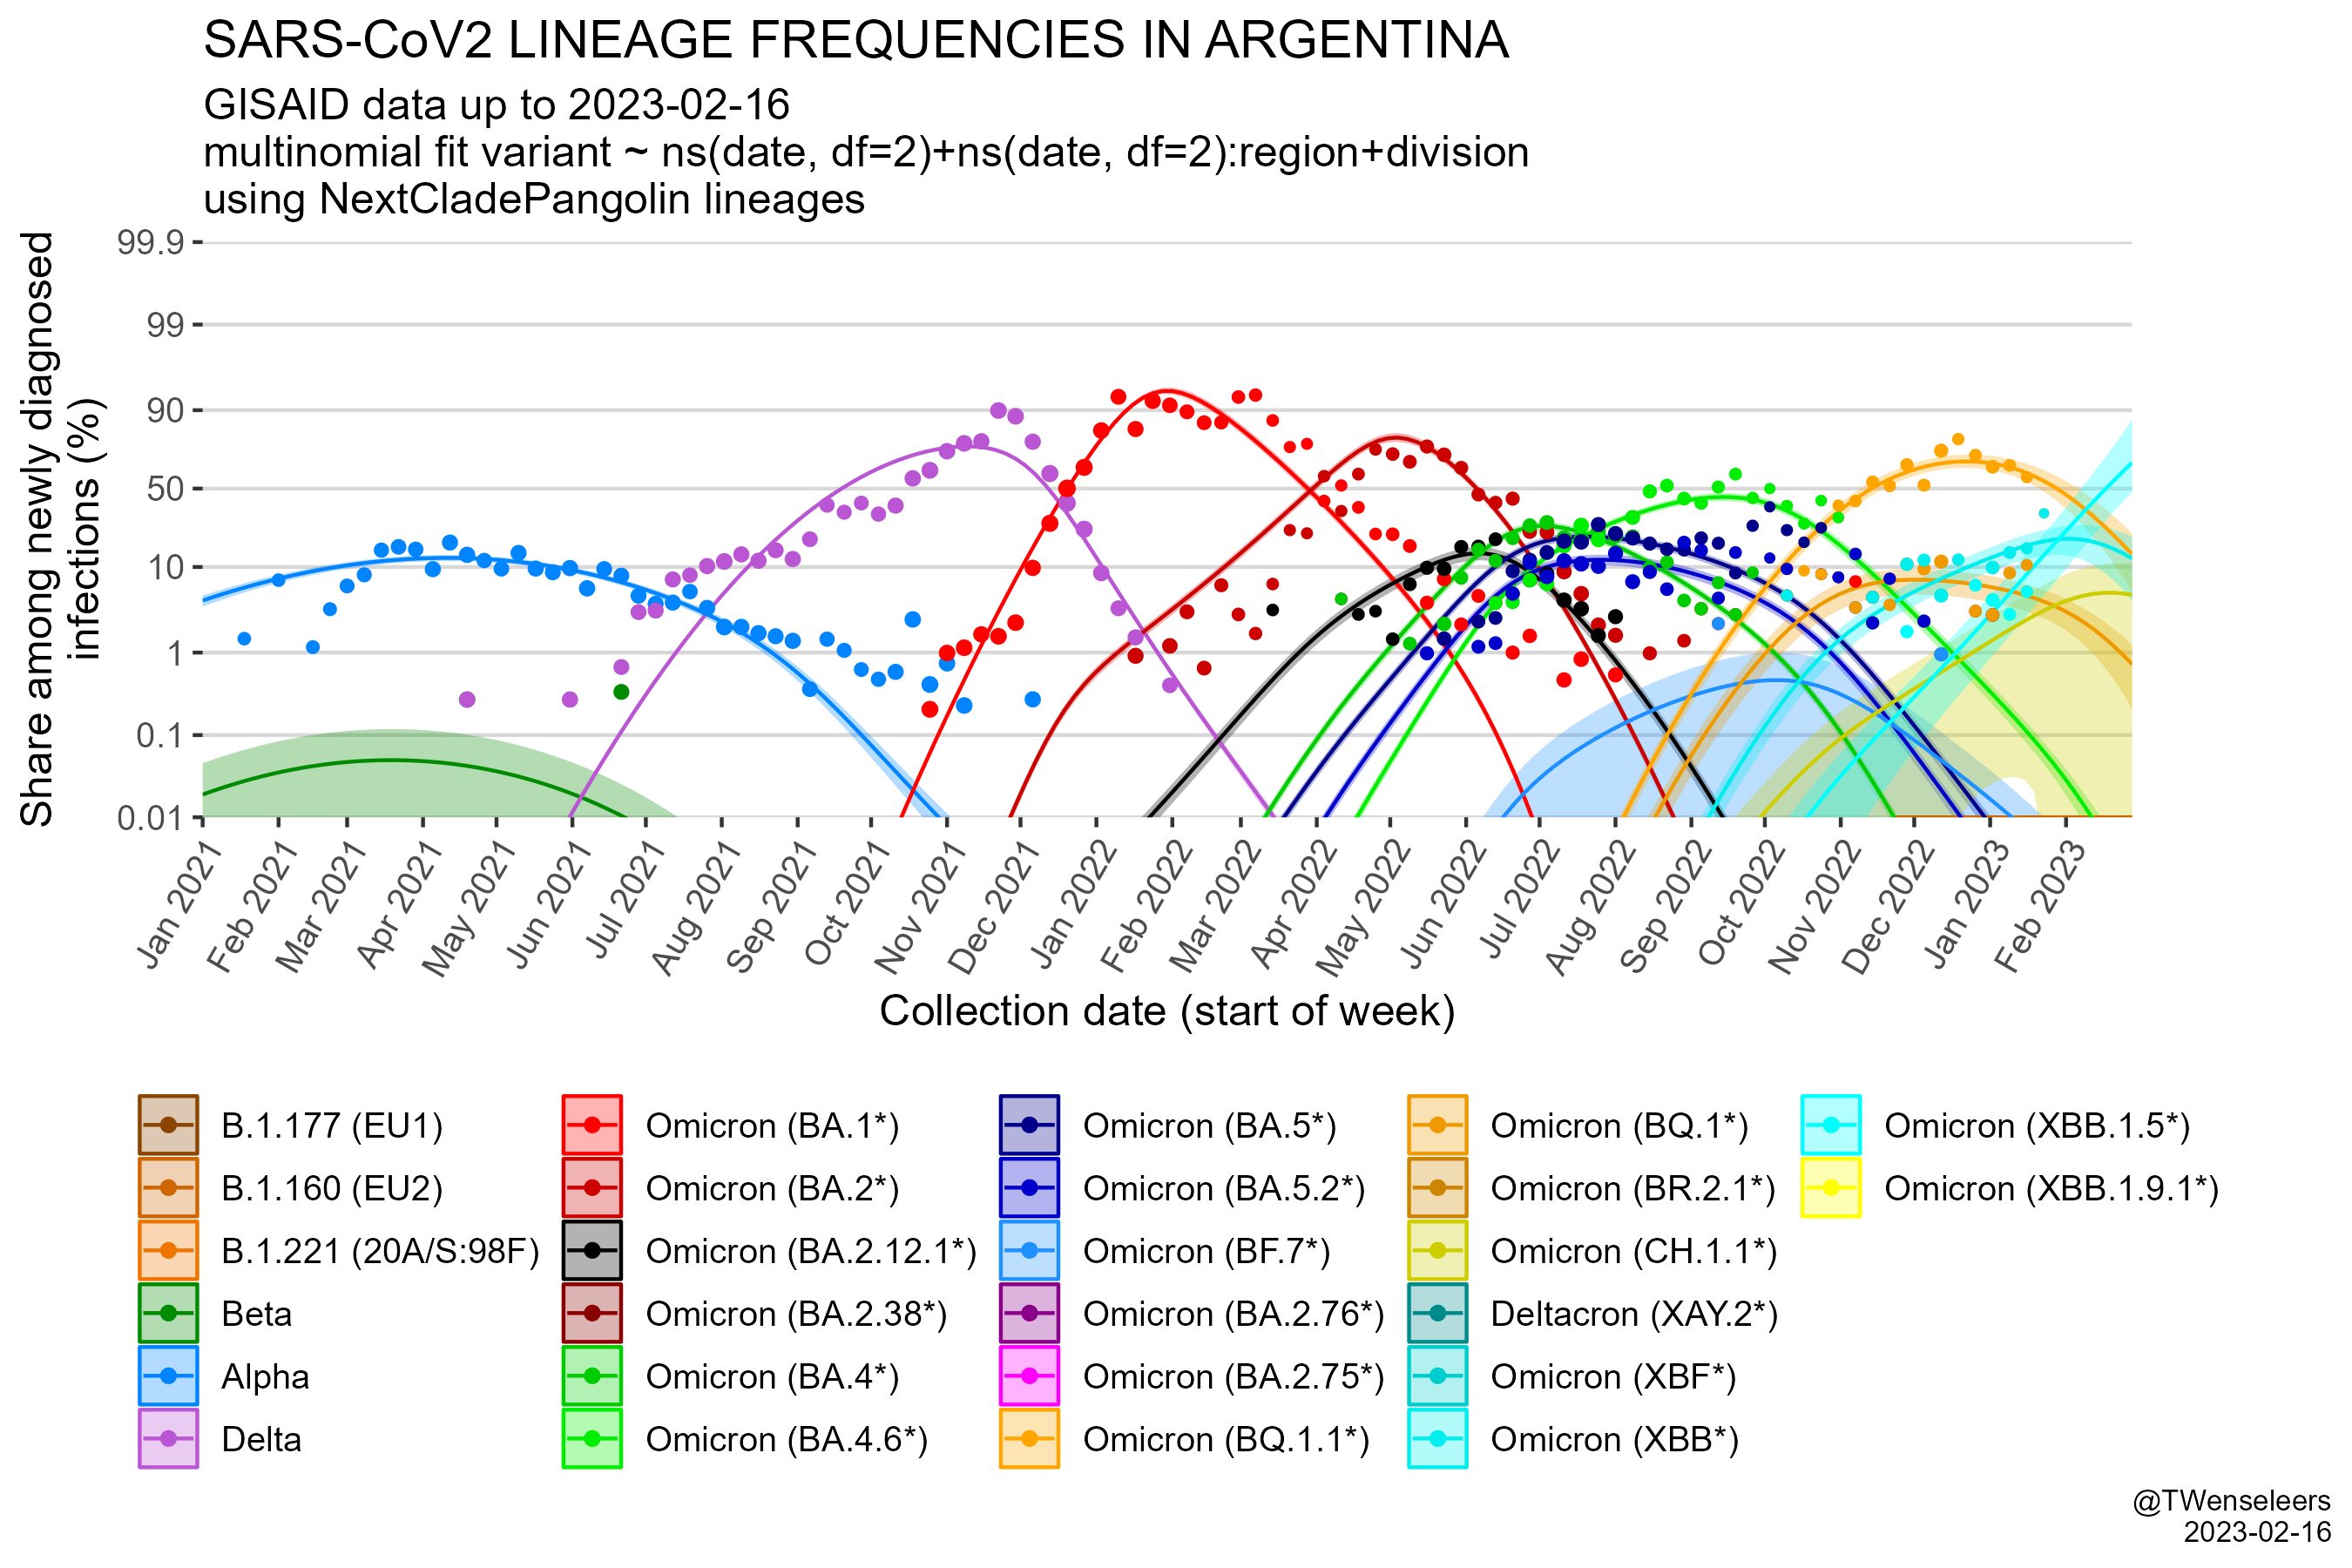 SARS-CoV2 LINEAGE FREQUENCIES IN ARGENTINA
GISAID data up to 2023-02-16
multinomial fit variant ~ ns(date, df=2)+ns(date, df=2):region+division
using NextCladePangolin lineages
Share among newly diagnosed
infections (%)
99.9
99
90
50
10
1
0.1
0.01
Jan 2021
Feb 2021
Mar 2021
Apr 2021
May 2021
Jun 2021
Jul 2021
Aug 2021
Sep 2021
Oct 2021
Nov 2021
Dec 2021
Jan 2022
Feb 2022
Mar 2022
Apr 2022
May 2022
Jun 2022
Jul 2022
Aug 2022
Sep 2022
Oct 2022
Nov 2022
Dec 2022
Jan 2023
Feb 2023
Collection date (start of week)
B.1.177 (EU1)
B.1.160 (EU2)
B.1.221 (20A/S:98F)
Beta
Alpha
Delta
Omicron (BA.1*)
Omicron (BA.2*)
Omicron (BA.2.12.1*)
Omicron (BA.2.38*)
Omicron (BA.4*)
Omicron (BA.4.6*)
Omicron (BA.5*)
Omicron (BA.5.2*)
Omicron (BF.7*)
Omicron (BA.2.76*)
Omicron (BA.2.75*)
Omicron (BQ.1.1*)
Omicron (BQ.1*)
Omicron (BR.2.1*)
Omicron (CH.1.1*)
Deltacron (XAY.2*)
Omicron (XBF*)
Omicron (XBB*)
Omicron (XBB.1.5*)
Omicron (XBB.1.9.1*)
@TWenseleers
2023-02-16